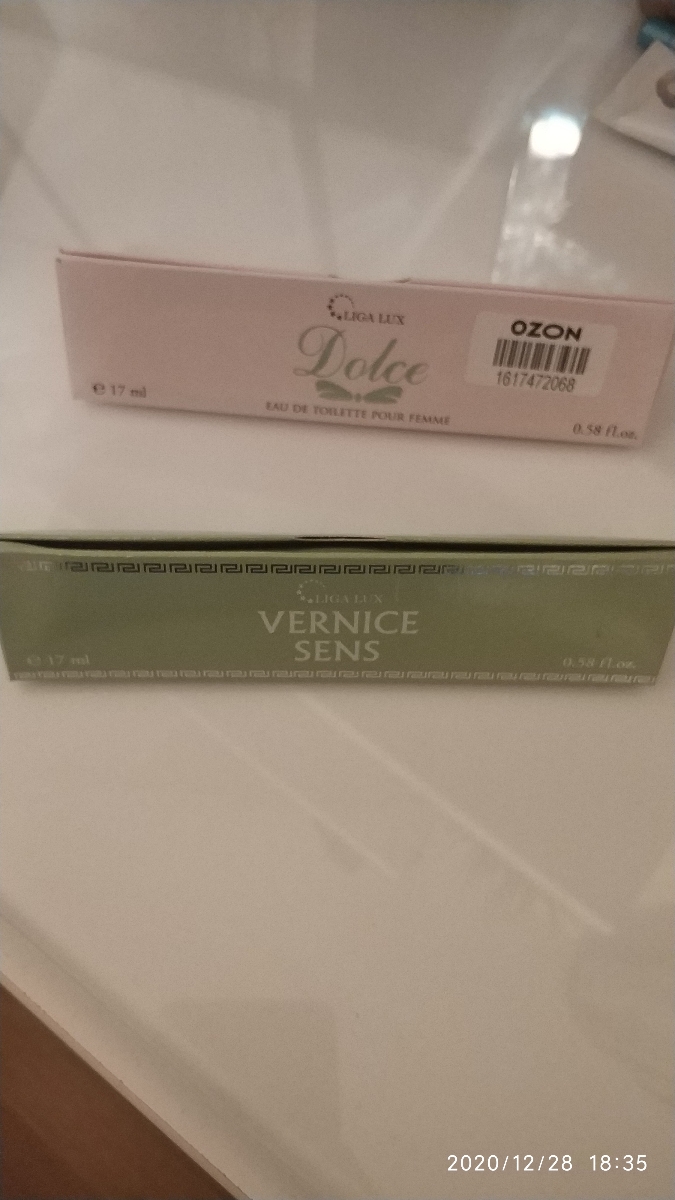 LIGA LUX
Dolce
OZON
1617472068
℮ 17 ml
EAU DE TOILETTE POUR FEMME
0.58 fl.oz.
LIGA LUX
VERNICE
SENS
℮ 17 ml
0.58 fl.oz.
2020/12/28 18:35